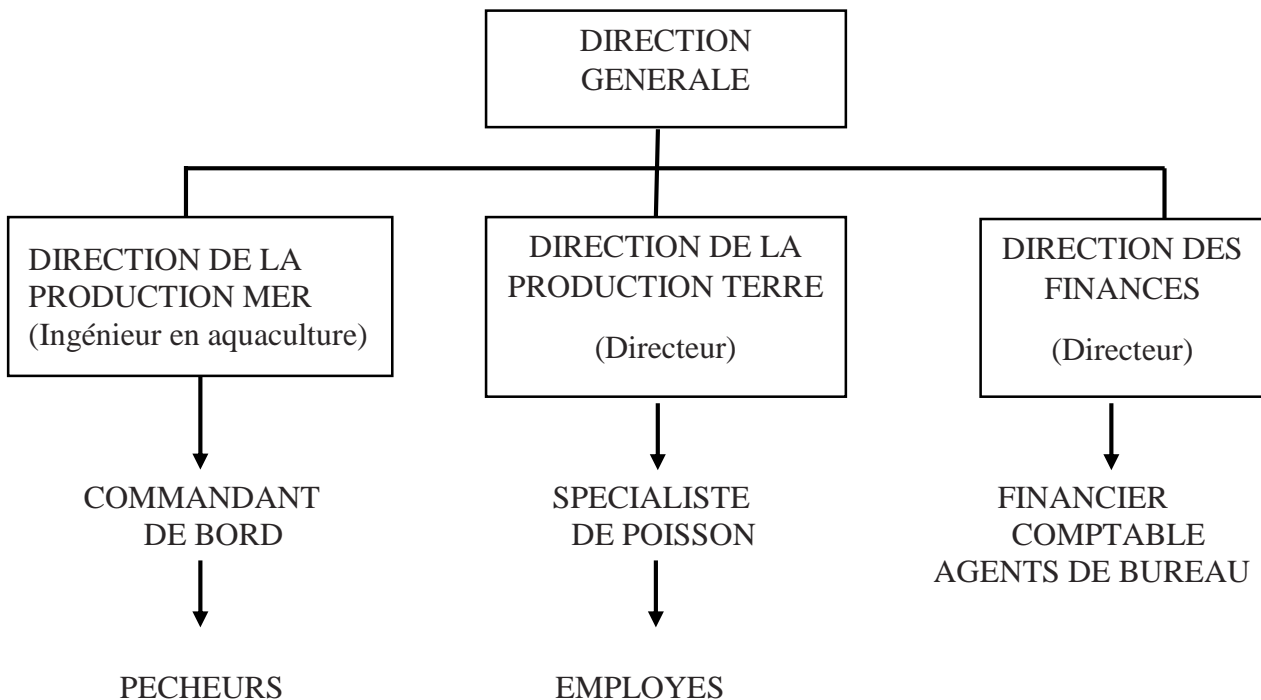 DIRECTION
GENERALE
DIRECTION DE LA
PRODUCTION MER
(Ingénieur en aquaculture)
DIRECTION DE LA
PRODUCTION TERRE
(Directeur)
DIRECTION DES
FINANCES
(Directeur)
COMMANDANT
DE BORD
SPECIALISTE
DE POISSON
FINANCIER
COMPTABLE
AGENTS DE BUREAU
PECHEURS
EMPLOYES